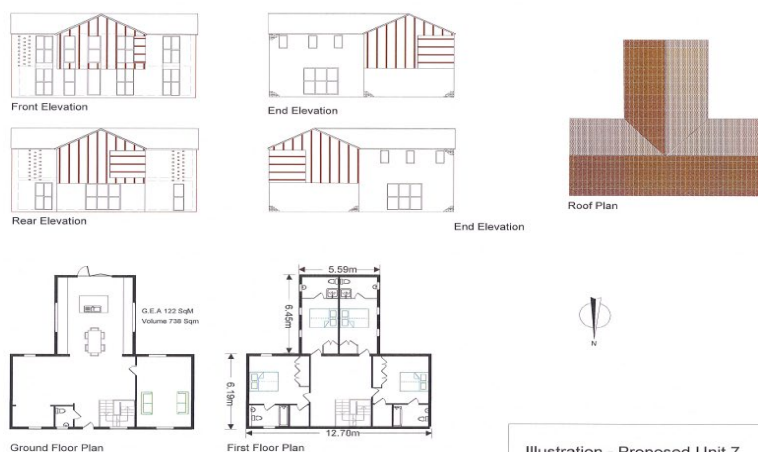 Front Elevation
End Elevation
Rear Elevation
End Elevation
Roof Plan
G.E.A 122 SqM
Volume 738 Sqm
5.59m
6.45m
6.19m
12.70m
N
Ground Floor Plan
First Floor Plan
Illustration - Proposed Unit 7